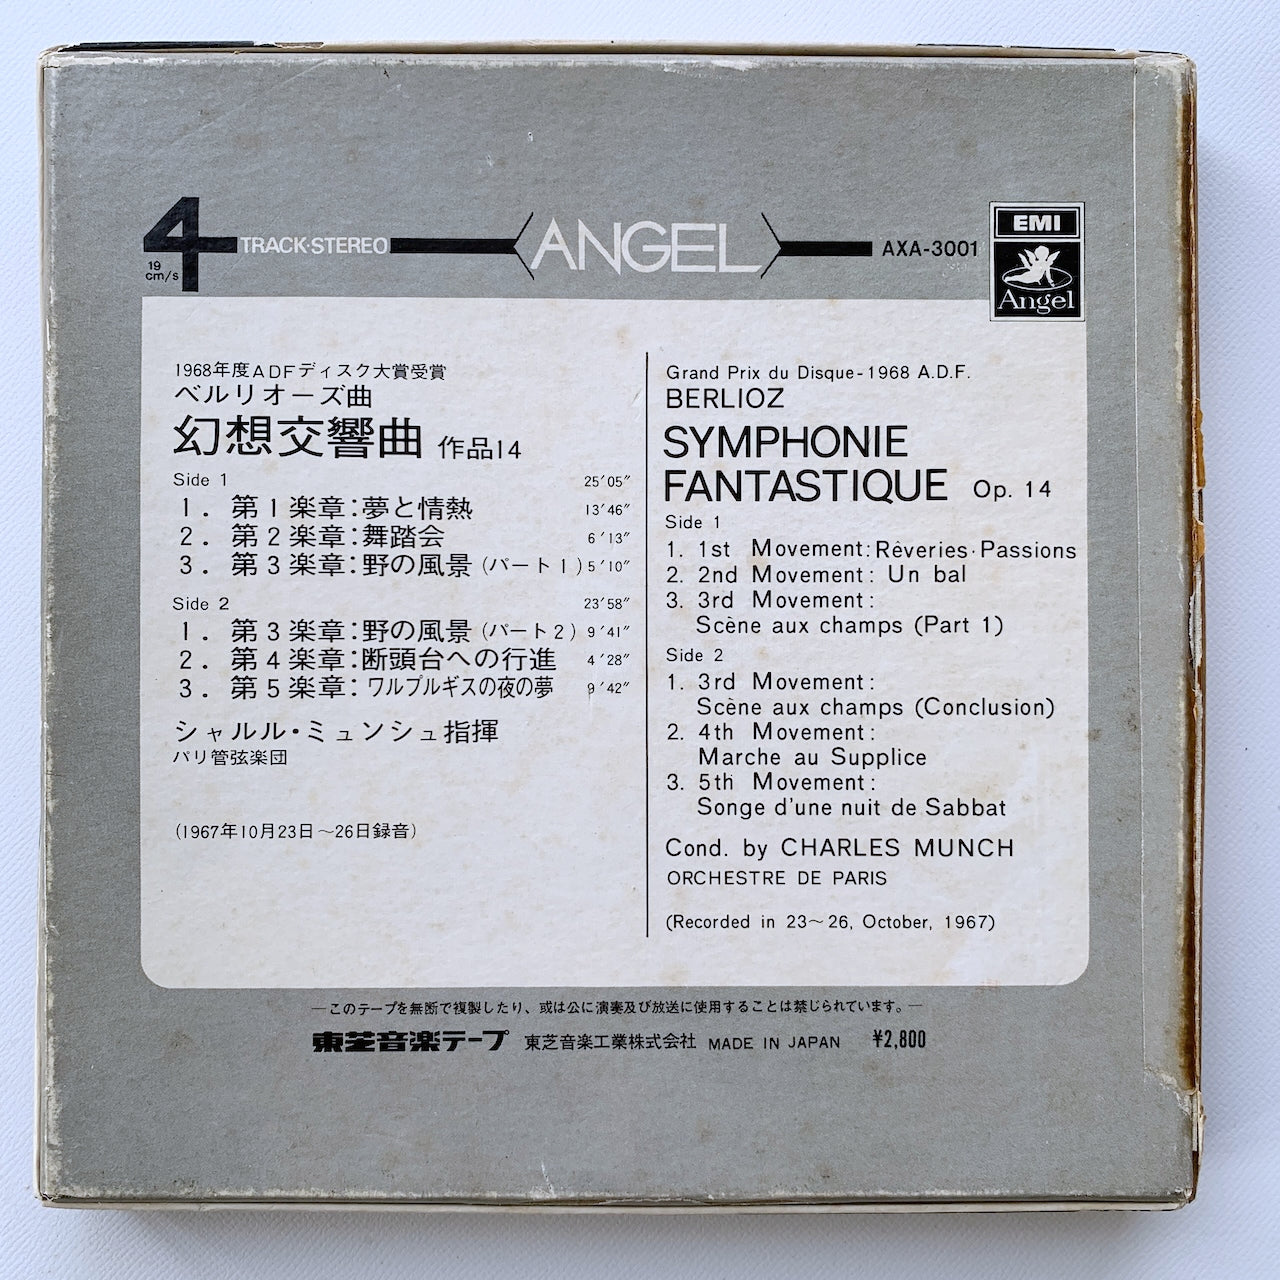 4 TRACK·STEREO
19
cm/s
ANGEL
AXA-3001
EMI
Angel
1968年度ADFディスク大賞受賞
ベルリオーズ曲
幻想交響曲 作品14
Side 1 25′05″
1. 第1楽章:夢と情熱 13′46″
2. 第2楽章:舞踏会 6′13″
3. 第3楽章:野の風景 (パート1) 5′10″
Side 2 23′58″
1. 第3楽章:野の風景 (パート2) 9′41″
2. 第4楽章:断頭台への行進 4′28″
3. 第5楽章:ワルプルギスの夜の夢 9′42″
シャルル・ミュンシュ指揮
パリ管弦楽団
(1967年10月23日~26日録音)
Grand Prix du Disque-1968 A.D.F.
BERLIOZ
SYMPHONIE
FANTASTIQUE Op. 14
Side 1
1. 1st Movement: Rêveries·Passions
2. 2nd Movement: Un bal
3. 3rd Movement:
Scène aux champs (Part 1)
Side 2
1. 3rd Movement:
Scène aux champs (Conclusion)
2. 4th Movement:
Marche au Supplice
3. 5th Movement:
Songe d'une nuit de Sabbat
Cond. by CHARLES MUNCH
ORCHESTRE DE PARIS
(Recorded in 23~26, October, 1967)
—このテープを無断で複製したり、或は公に演奏及び放送に使用することは禁じられています。—
東芝音楽テープ 東芝音楽工業株式会社 MADE IN JAPAN ¥2,800